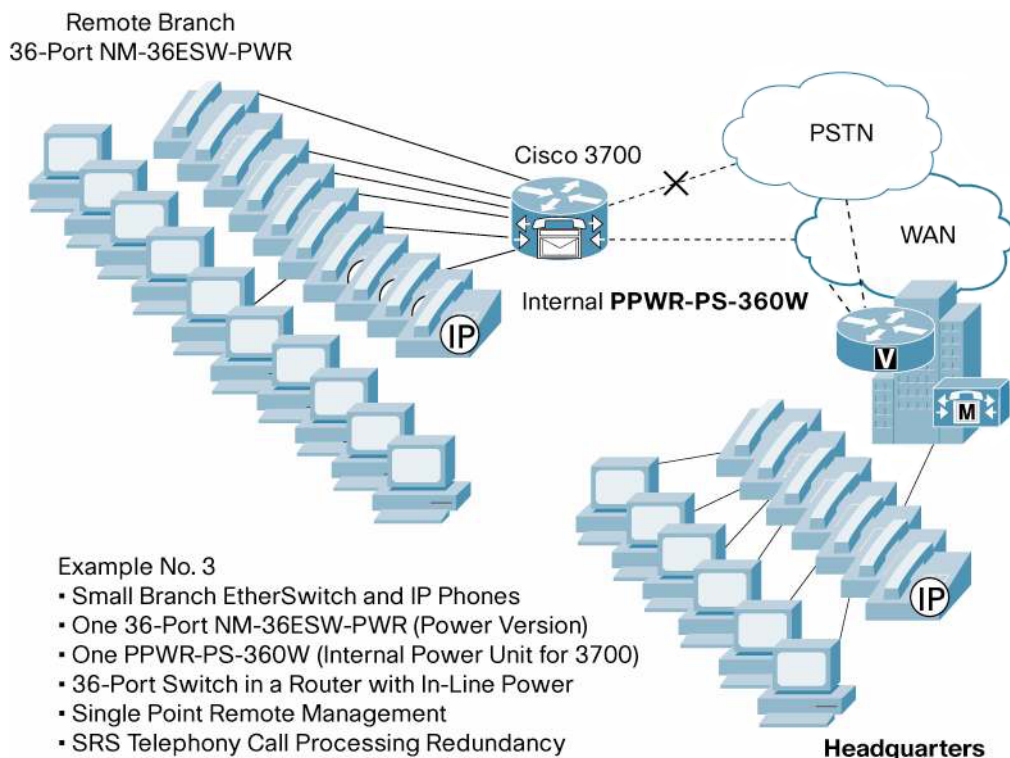 Remote Branch
36-Port NM-36ESW-PWR
Cisco 3700
PSTN
WAN
Internal PPWR-PS-360W
IP
V
M
IP
Example No. 3
▪ Small Branch EtherSwitch and IP Phones
▪ One 36-Port NM-36ESW-PWR (Power Version)
▪ One PPWR-PS-360W (Internal Power Unit for 3700)
▪ 36-Port Switch in a Router with In-Line Power
▪ Single Point Remote Management
▪ SRS Telephony Call Processing Redundancy
Headquarters